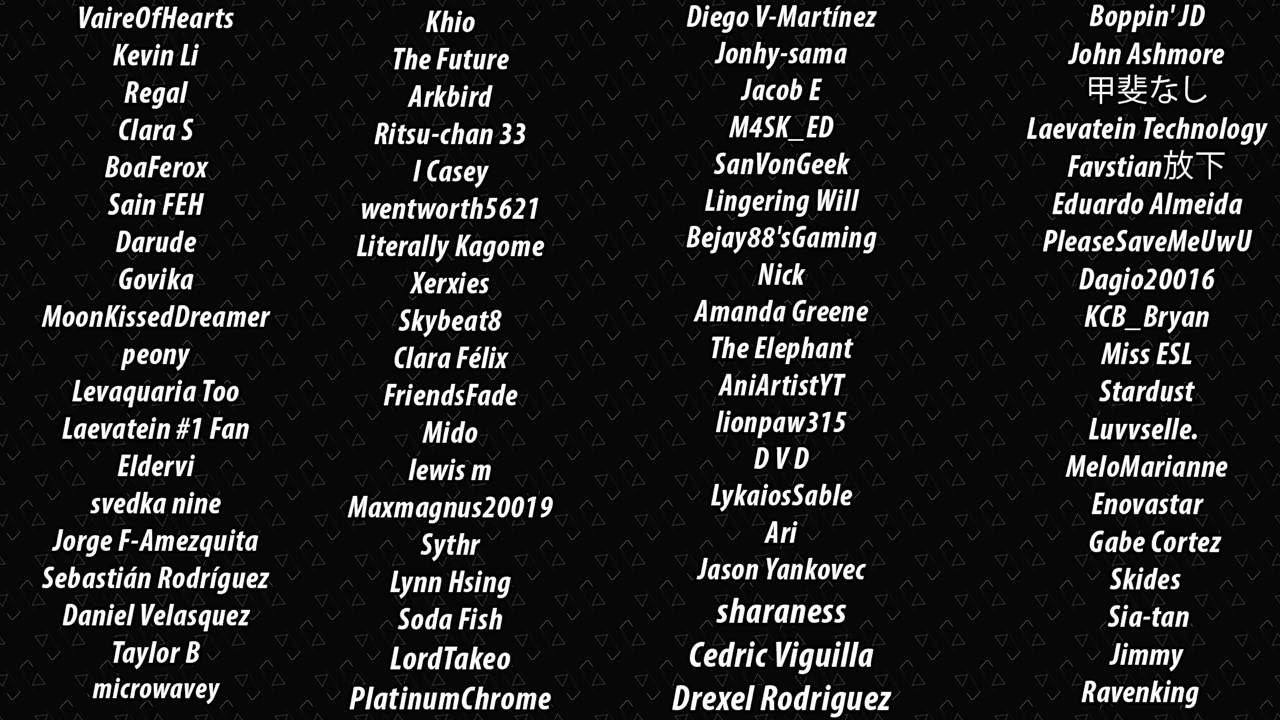 VaireOfHearts
Kevin Li
Regal
Clara S
BoaFerox
Sain FEH
Darude
Govika
MoonKissedDreamer
peony
Levaquaria Too
Laevatein #1 Fan
Eldervi
svedka nine
Jorge F-Amezquita
Sebastián Rodríguez
Daniel Velasquez
Taylor B
microwavey
Khio
The Future
Arkbird
Ritsu-chan 33
I Casey
wentworth5621
Literally Kagome
Xerxies
Skybeat8
Clara Félix
FriendsFade
Mido
lewis m
Maxmagnus20019
Sythr
Lynn Hsing
Soda Fish
LordTakeo
PlatinumChrome
Diego V-Martínez
Jonhy-sama
Jacob E
M4SK_ED
SanVonGeek
Lingering Will
Bejay88'sGaming
Nick
Amanda Greene
The Elephant
AniArtistYT
lionpaw315
D V D
LykaiosSable
Ari
Jason Yankovec
sharaness
Cedric Viguilla
Drexel Rodriguez
Boppin' JD
John Ashmore
甲斐なし
Laevatein Technology
Favstian放下
Eduardo Almeida
PleaseSaveMeUwU
Dagio20016
KCB_Bryan
Miss ESL
Stardust
Luvvselle.
MeloMarianne
Enovastar
Gabe Cortez
Skides
Sia-tan
Jimmy
Ravenking